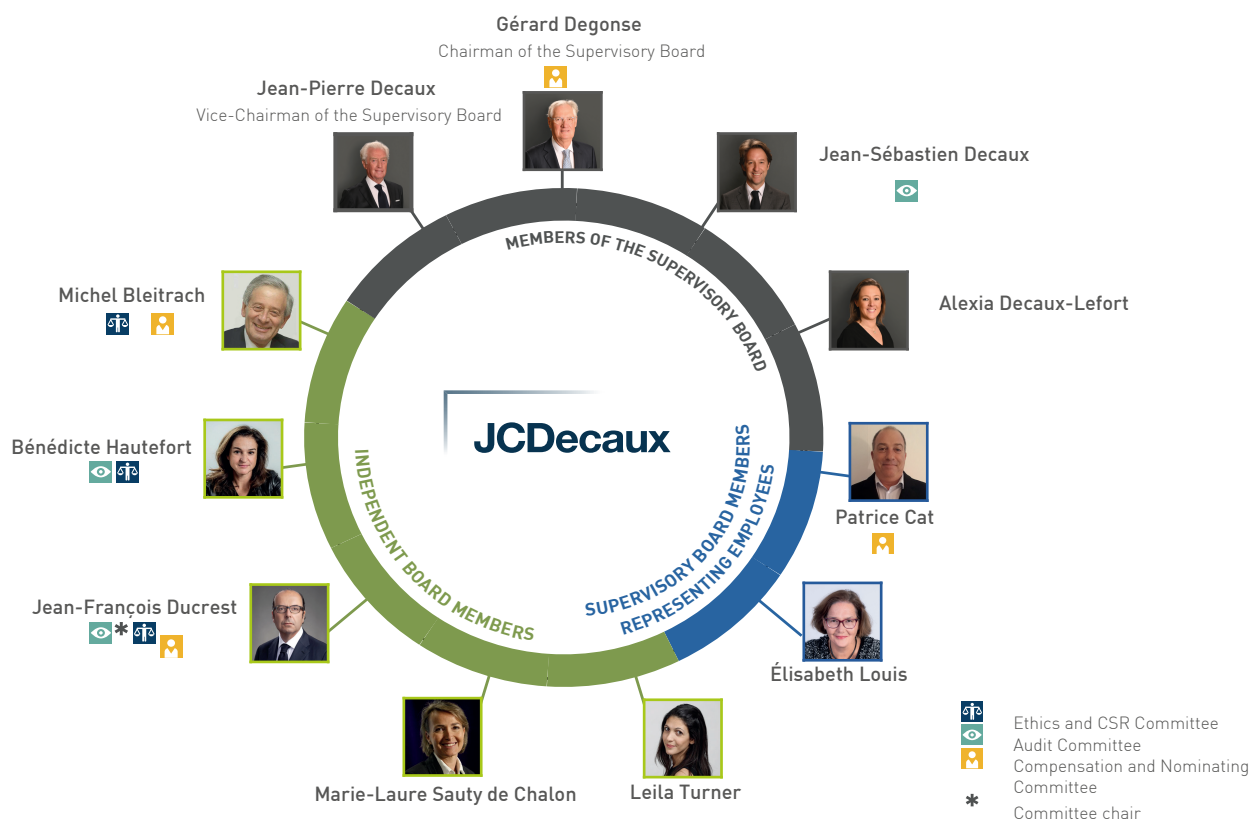 Gérard Degonse
Chairman of the Supervisory Board
Jean-Pierre Decaux
Vice-Chairman of the Supervisory Board
Jean-Sébastien Decaux
MEMBERS OF THE SUPERVISORY BOARD
Michel Bleitrach
Alexia Decaux-Lefort
JCDecaux
Bénédicte Hautefort
INDEPENDENT BOARD MEMBERS
SUPERVISORY BOARD MEMBERS
REPRESENTING EMPLOYEES
Patrice Cat
Jean-François Ducrest
*
Élisabeth Louis
Marie-Laure Sauty de Chalon
Leila Turner
Ethics and CSR Committee
Audit Committee
Compensation and Nominating
Committee
* Committee chair